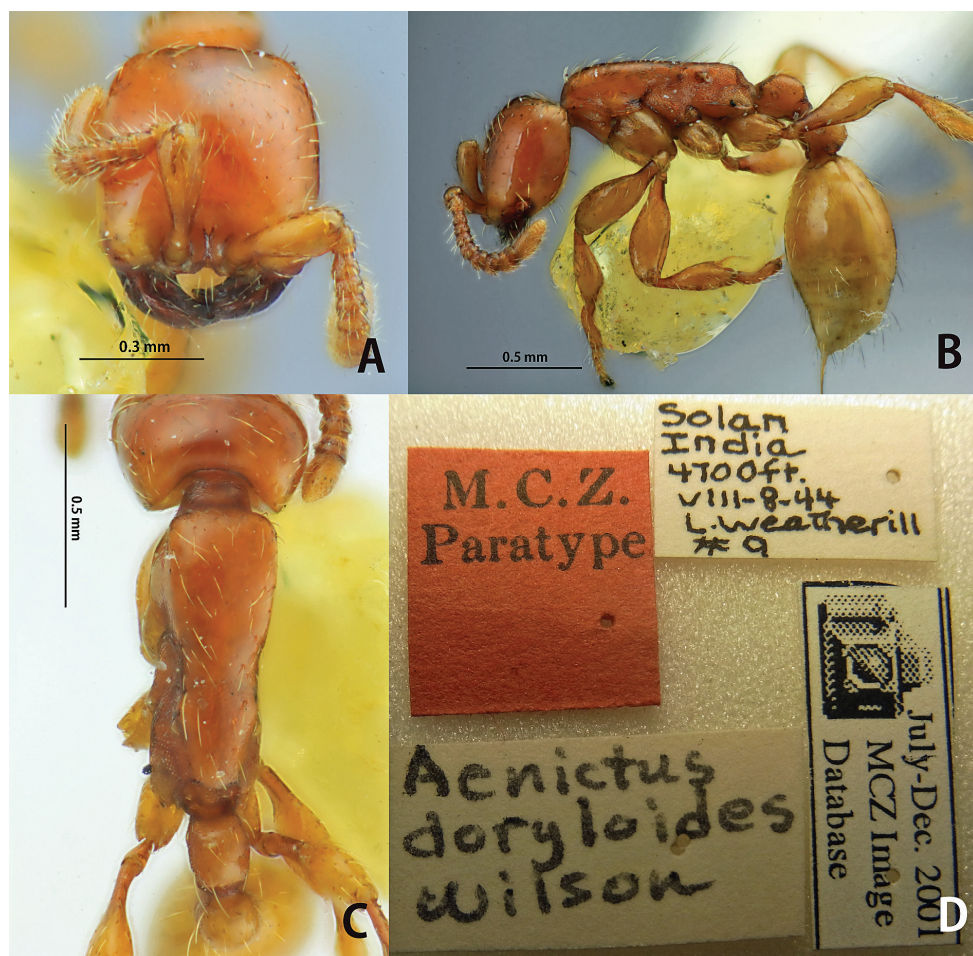 0.3 mm
A
0.5 mm
B
0.5 mm
C
M.C.Z.
Paratype
Solan
India
4700ft.
VIII-8-44
L. Weatherill
# 9
Aenictus
doryloides
Wilson
July-Dec. 2001
MCZ Image
Database
D